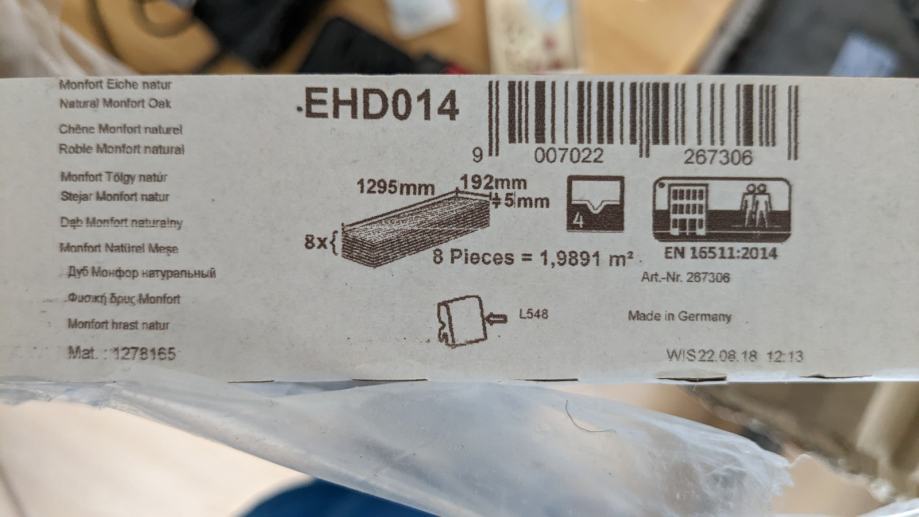 Monfort Eiche natur
Natural Monfort Oak
Chêne Monfort naturel
Roble Monfort natural
Monfort Tölgy natúr
Stejar Monfort natur
Dąb Monfort naturalny
Monfort Natürel Meşe
Дуб Монфор натуральный
Φυσική δρυς Monfort
Monfort hrast natur
Mat. : 1278165
EHD014
9 007022 267306
1295mm 192mm
5mm
8x{
8 Pieces = 1,9891 m²
4
EN 16511:2014
Art.-Nr. 267306
L548
Made in Germany
WIS22.08.18 12:13